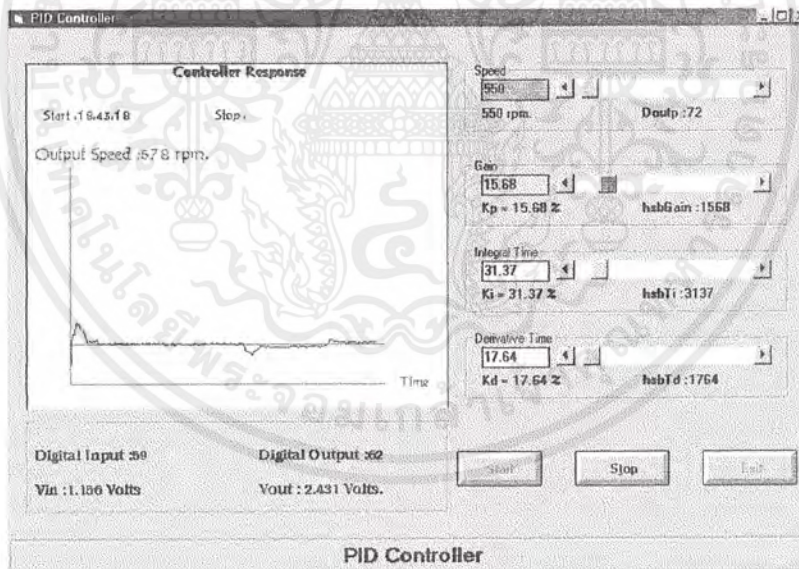 PID Controller
Controller Response
Start :16:43:18 Stop :
Output Speed :578 rpm.
Time
Speed
550
550 rpm. Doutp :72
Gain
15.68
Kp = 15.68 % hsbGain :1568
Integral Time
31.37
Ki = 31.37 % hsbTi :3137
Derivative Time
17.64
Kd = 17.64 % hsbTd :1764
Digital Input :59 Digital Output :62
Vin :1.156 Volts Vout : 2.431 Volts.
Start Stop Exit
PID Controller